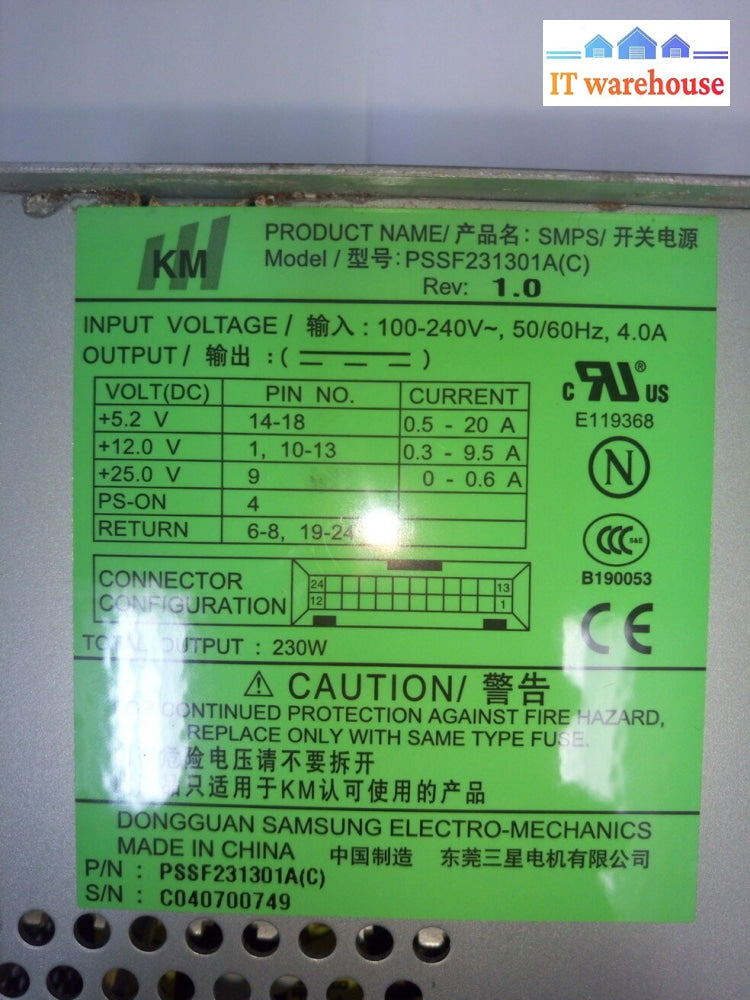 IT warehouse
KM
PRODUCT NAME/ 产品名: SMPS/ 开关电源
Model / 型号: PSSF231301A(C)
Rev: 1.0
INPUT VOLTAGE / 输入 : 100-240V~, 50/60Hz, 4.0A
OUTPUT / 输出 : ( )
VOLT(DC) PIN NO. CURRENT
+5.2 V 14-18 0.5 - 20 A
+12.0 V 1, 10-13 0.3 - 9.5 A
+25.0 V 9 0 - 0.6 A
PS-ON 4
RETURN 6-8, 19-24
c RU ® US
E119368
N
CCC S&E
B190053
CE
CONNECTOR
CONFIGURATION
24 13
12 1
TOTAL OUTPUT : 230W
⚠ CAUTION/ 警告
CONTINUED PROTECTION AGAINST FIRE HAZARD,
REPLACE ONLY WITH SAME TYPE FUSE.
危险电压请不要拆开
只适用于KM认可使用的产品
DONGGUAN SAMSUNG ELECTRO-MECHANICS
MADE IN CHINA 中国制造 东莞三星电机有限公司
P/N : PSSF231301A(C)
S/N : C040700749